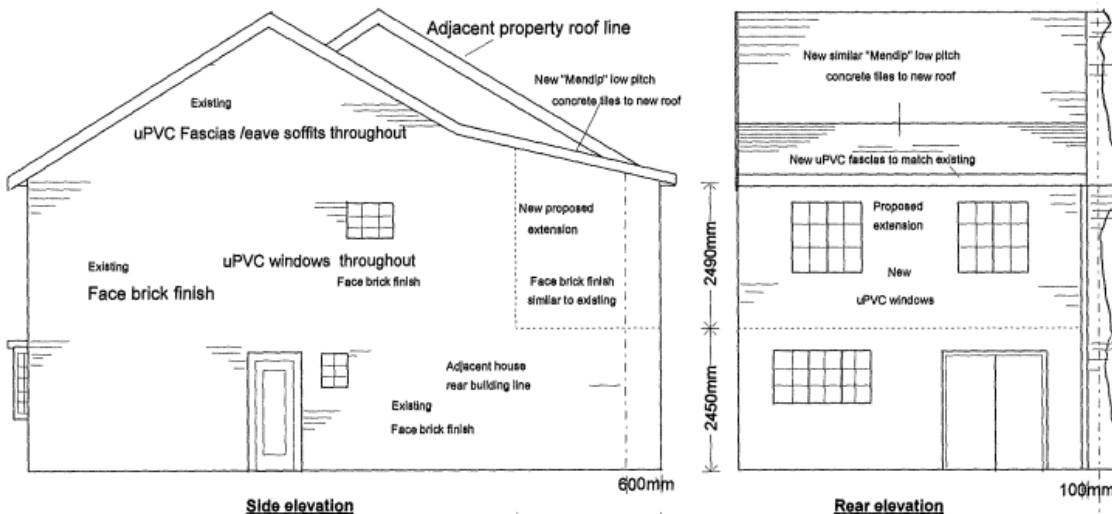 Adjacent property roof line
New "Mendip" low pitch
concrete tiles to new roof
Existing
uPVC Fascias /eave soffits throughout
New proposed
extension
Existing
Face brick finish
uPVC windows throughout
Face brick finish
Face brick finish
similar to existing
Adjacent house
rear building line
Existing
Face brick finish
600mm
Side elevation
New similar "Mendip" low pitch
concrete tiles to new roof
New uPVC fascias to match existing
Proposed
extension
New
uPVC windows
2490mm
2450mm
100mm
Rear elevation